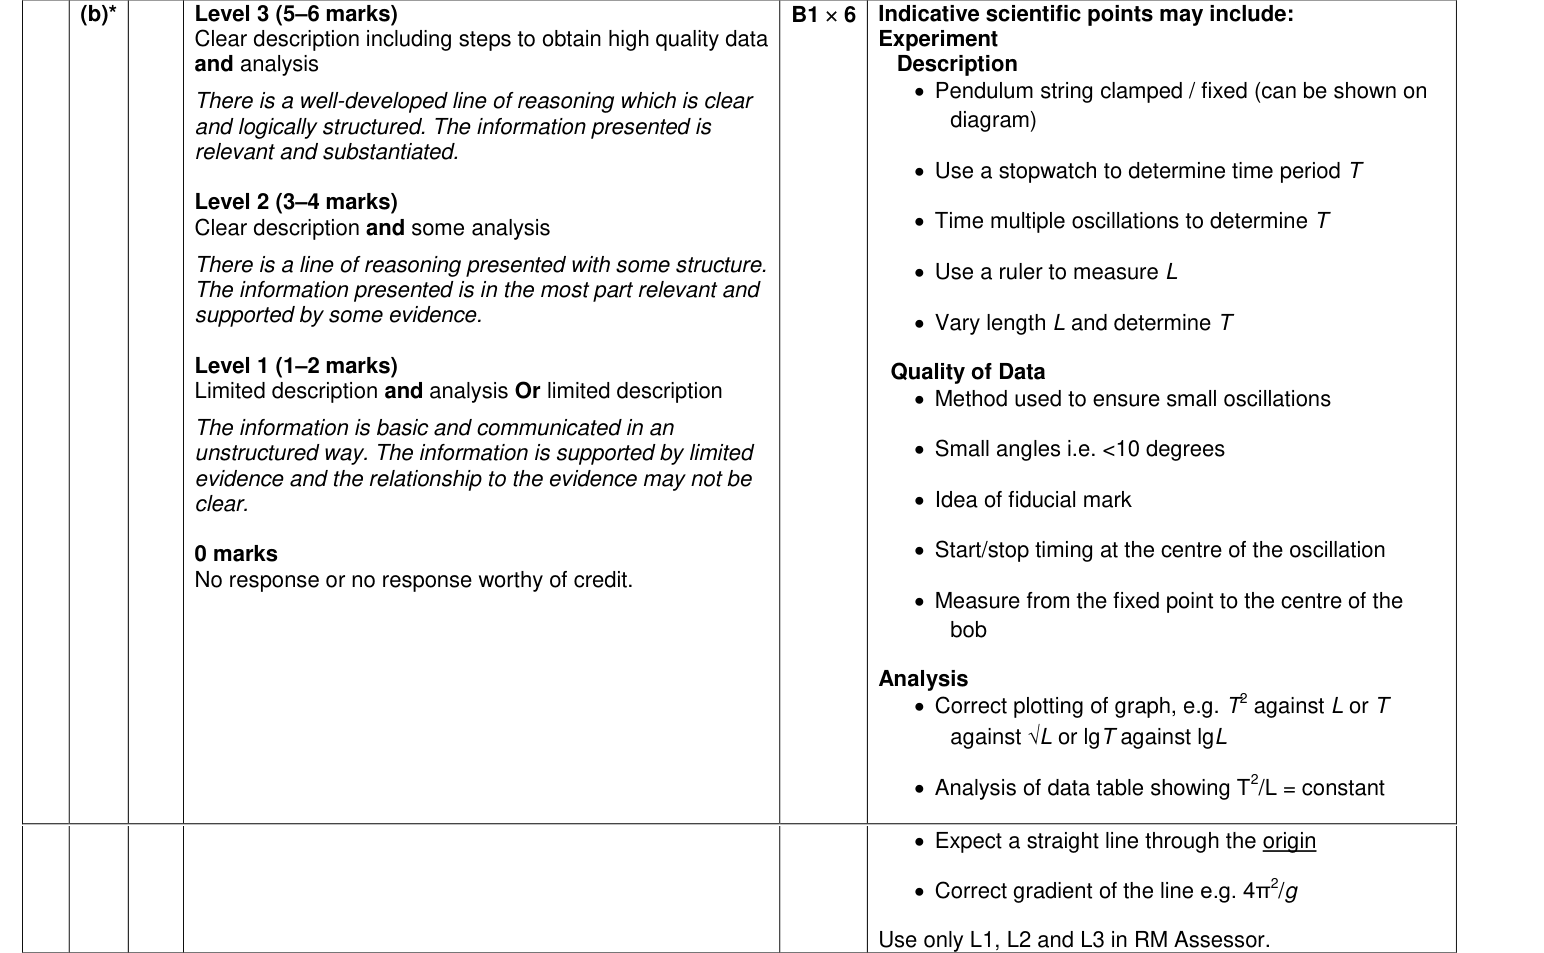 (b)*
Level 3 (5–6 marks)
Clear description including steps to obtain high quality data
and analysis
There is a well-developed line of reasoning which is clear
and logically structured. The information presented is
relevant and substantiated.
Level 2 (3–4 marks)
Clear description and some analysis
There is a line of reasoning presented with some structure.
The information presented is in the most part relevant and
supported by some evidence.
Level 1 (1–2 marks)
Limited description and analysis Or limited description
The information is basic and communicated in an
unstructured way. The information is supported by limited
evidence and the relationship to the evidence may not be
clear.
0 marks
No response or no response worthy of credit.
B1 × 6
Indicative scientific points may include:
Experiment
Description
• Pendulum string clamped / fixed (can be shown on
diagram)
• Use a stopwatch to determine time period T
• Time multiple oscillations to determine T
• Use a ruler to measure L
• Vary length L and determine T
Quality of Data
• Method used to ensure small oscillations
• Small angles i.e. <10 degrees
• Idea of fiducial mark
• Start/stop timing at the centre of the oscillation
• Measure from the fixed point to the centre of the
bob
Analysis
• Correct plotting of graph, e.g. T² against L or T
against √L or lgT against lgL
• Analysis of data table showing T²/L = constant
• Expect a straight line through the origin
• Correct gradient of the line e.g. 4π²/g
Use only L1, L2 and L3 in RM Assessor.